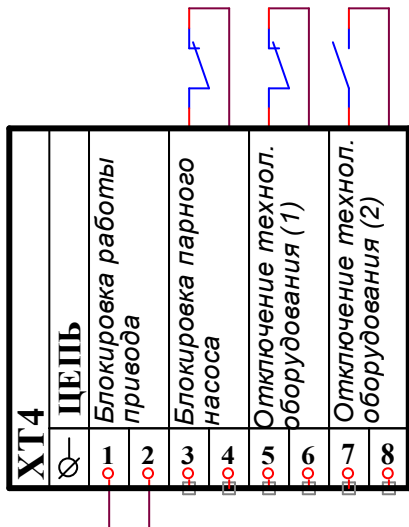 ХТ4
ЦЕПЬ
Блокировка работы
привода
Блокировка парного
насоса
Отключение технол.
оборудования (1)
Отключение технол.
оборудования (2)
1
2
3
4
5
6
7
8